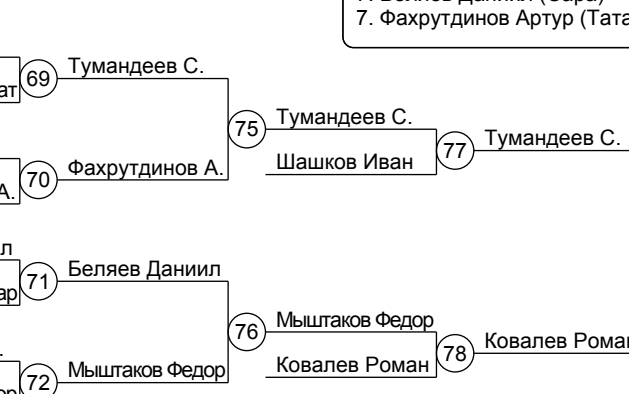 7. Фахрутдинов Артур
69 Тумандеев С.
75 Тумандеев С.
77 Тумандеев С.
Шашков Иван
70 Фахрутдинов А.
71 Беляев Даниил
76 Мыштаков Федор
78 Ковалев Роман
Ковалев Роман
72 Мыштаков Федор